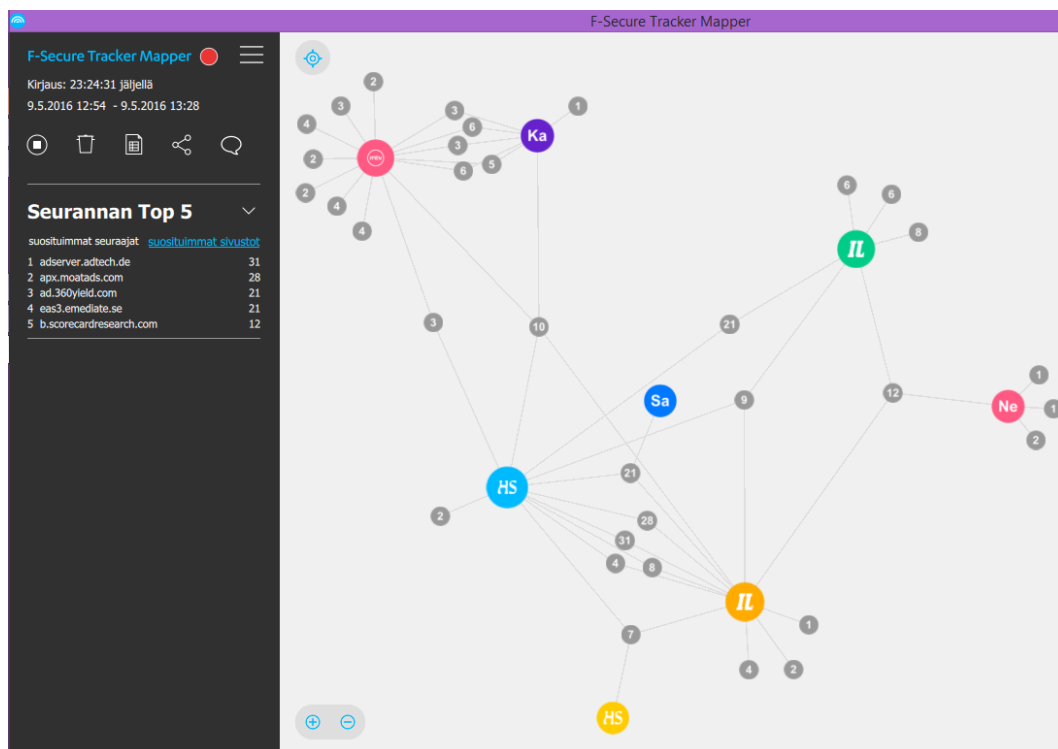 F-Secure Tracker Mapper
F-Secure Tracker Mapper
Kirjaus: 23:24:31 jäljellä
9.5.2016 12:54 - 9.5.2016 13:28
Seurannan Top 5
suosituimmat seuraajat suosituimmat sivustot
1 adserver.adtech.de 31
2 apx.moatads.com 28
3 ad.360yield.com 21
4 eas3.emediate.se 21
5 b.scorecardresearch.com 12
2
3
3
1
4
6
Ka
3
2
5
6
2
4
4
6
6
8
IL
3
10
21
1
12
9
Sa
Ne
1
2
21
HS
2
28
31
4
8
IL
1
7
4
2
HS